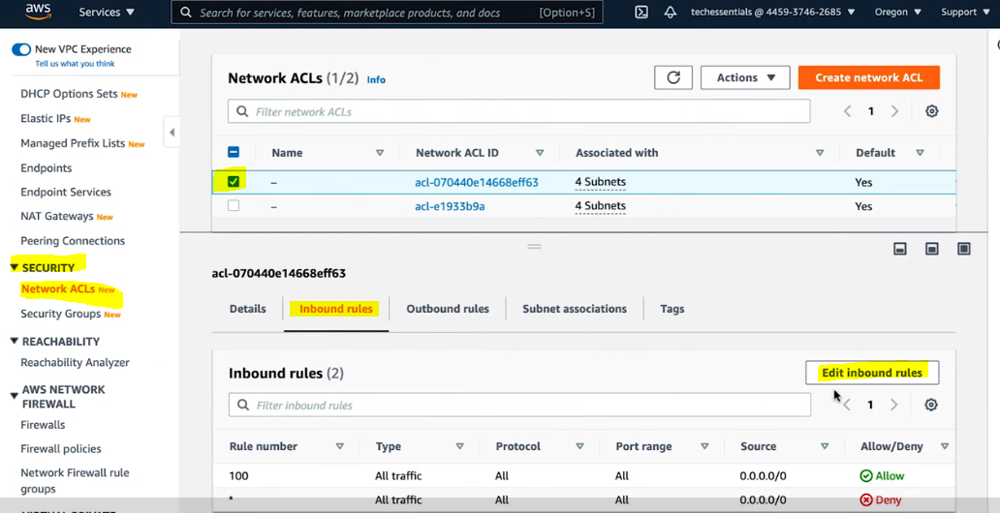 aws
Services ▼
Search for services, features, marketplace products, and docs
[Option+S]
techessentials @ 4459-3746-2685 ▼
Oregon ▼
Support ▼
New VPC Experience
Tell us what you think
DHCP Options Sets New
Elastic IPs New
Managed Prefix Lists New
Endpoints
Endpoint Services
NAT Gateways New
Peering Connections
SECURITY
Network ACLs New
Security Groups New
REACHABILITY
Reachability Analyzer
AWS NETWORK
FIREWALL
Firewalls
Firewall policies
Network Firewall rule
groups
Network ACLs (1/2) Info
Actions ▼
Create network ACL
Filter network ACLs
1
Name Network ACL ID Associated with Default
– acl-070440e14668eff63 4 Subnets Yes
– acl-e1933b9a 4 Subnets Yes
acl-070440e14668eff63
Details Inbound rules Outbound rules Subnet associations Tags
Inbound rules (2)
Edit inbound rules
Filter inbound rules
1
Rule number Type Protocol Port range Source Allow/Deny
100 All traffic All All 0.0.0.0/0 Allow
* All traffic All All 0.0.0.0/0 Deny